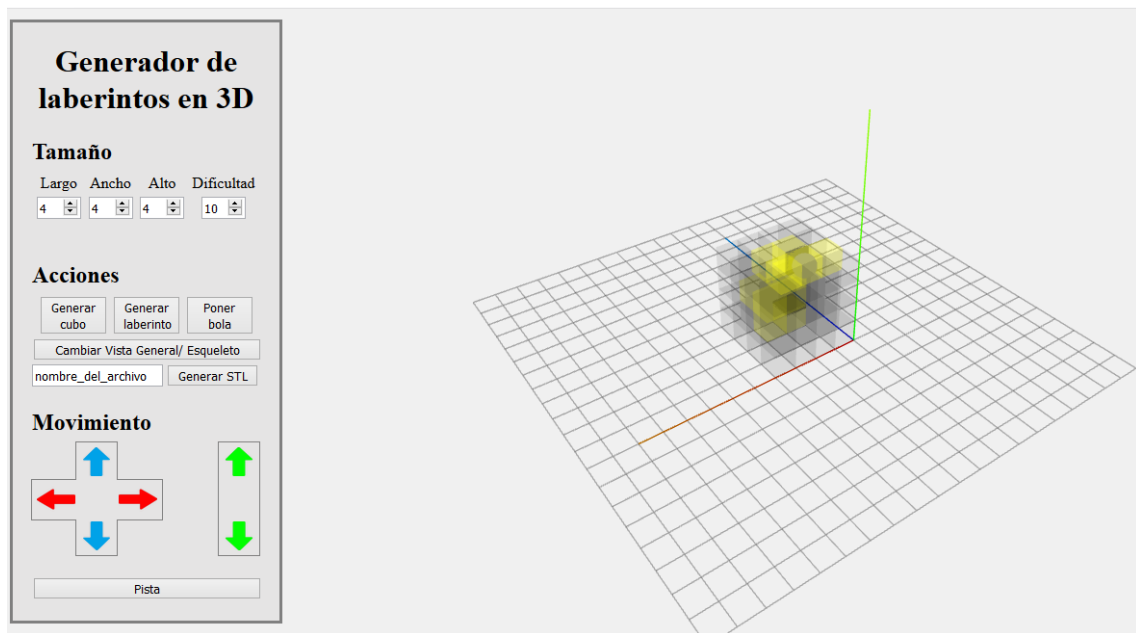 Generador de
laberintos en 3D
Tamaño
Largo Ancho Alto Dificultad
4 4 4 10
Acciones
Generar cubo Generar laberinto Poner bola
Cambiar Vista General/ Esqueleto
nombre_del_archivo Generar STL
Movimiento
Pista